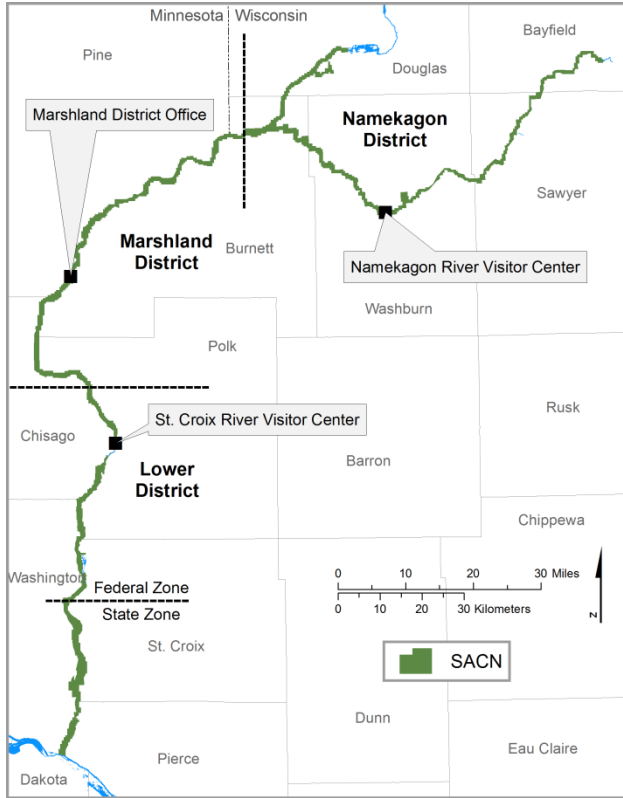 Minnesota
Wisconsin
Bayfield
Pine
Douglas
Marshland District Office
Namekagon
District
Sawyer
Marshland
District
Burnett
Namekagon River Visitor Center
Washburn
Polk
Rusk
St. Croix River Visitor Center
Chisago
Lower
District
Barron
Chippewa
Washington
Federal Zone
State Zone
0 10 20 30 Miles
0 10 20 30 Kilometers
N
St. Croix
SACN
Dunn
Pierce
Eau Claire
Dakota